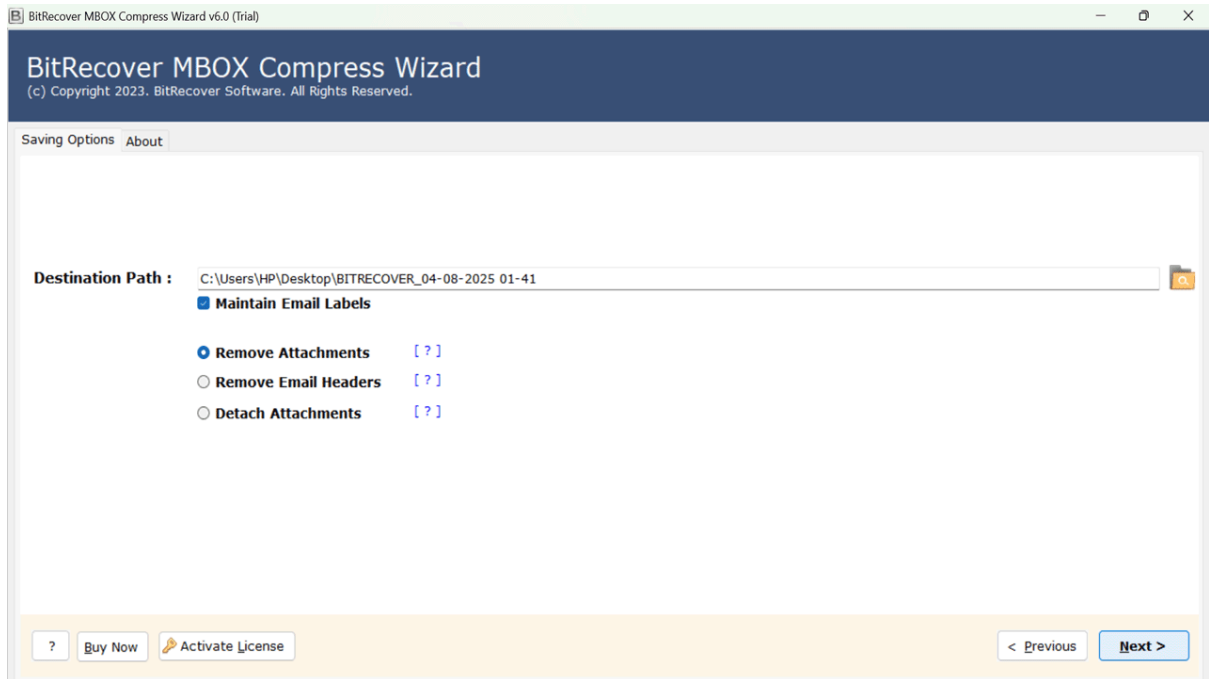 BitRecover MBOX Compress Wizard v6.0 (Trial)
BitRecover MBOX Compress Wizard
(c) Copyright 2023. BitRecover Software. All Rights Reserved.
Saving Options About
Destination Path : C:\Users\HP\Desktop\BITRECOVER_04-08-2025 01-41
Maintain Email Labels
Remove Attachments [ ? ]
Remove Email Headers [ ? ]
Detach Attachments [ ? ]
? Buy Now Activate License < Previous Next >